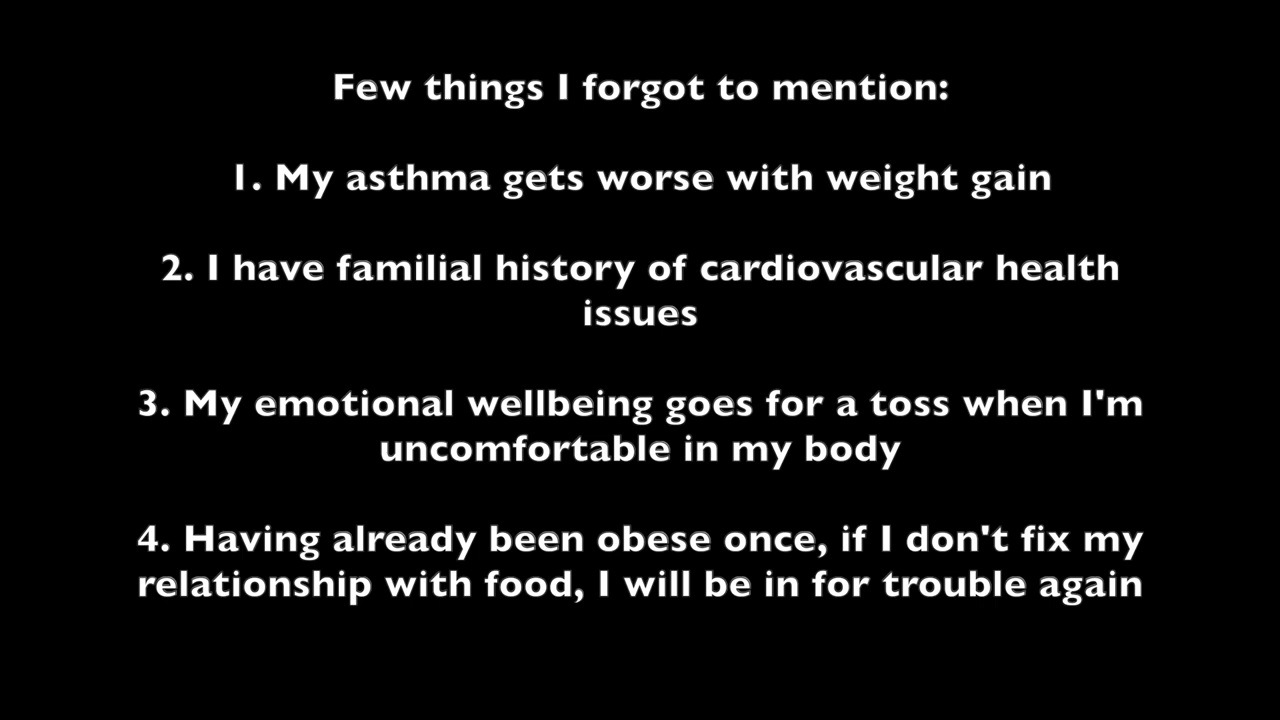 Few things I forgot to mention:
1. My asthma gets worse with weight gain
2. I have familial history of cardiovascular health
issues
3. My emotional wellbeing goes for a toss when I'm
uncomfortable in my body
4. Having already been obese once, if I don't fix my
relationship with food, I will be in for trouble again